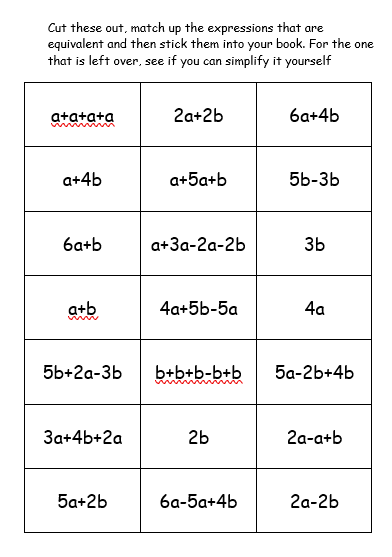 Cut these out, match up the expressions that are
equivalent and then stick them into your book. For the one
that is left over, see if you can simplify it yourself
a+a+a+a 2a+2b 6a+4b
a+4b a+5a+b 5b-3b
6a+b a+3a-2a-2b 3b
a+b 4a+5b-5a 4a
5b+2a-3b b+b+b-b+b 5a-2b+4b
3a+4b+2a 2b 2a-a+b
5a+2b 6a-5a+4b 2a-2b